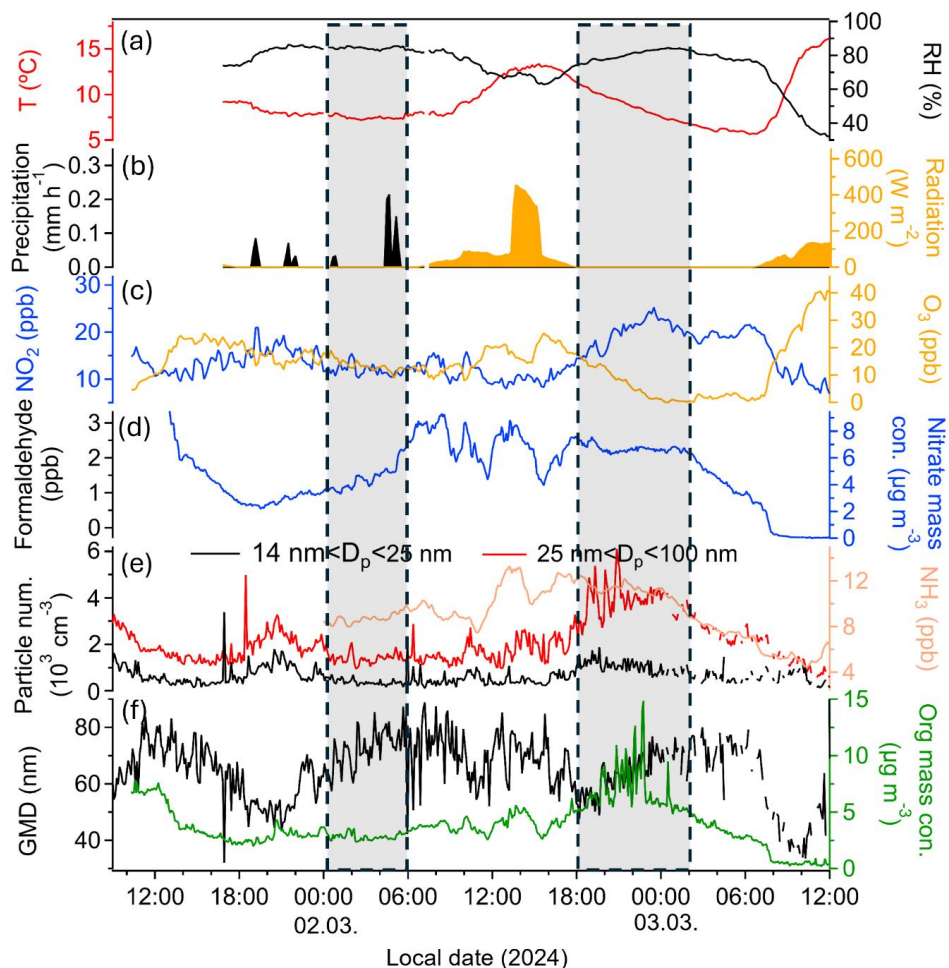 (a)
15
10
5
T (ºC)
100
80
60
40
RH (%)
(b)
0.3
0.2
0.1
0.0
Precipitation (mm h⁻¹)
600
400
200
0
Radiation (W m⁻²)
(c)
30
20
10
NO₂ (ppb)
40
30
20
10
0
O₃ (ppb)
(d)
3
2
1
0
Formaldehyde (ppb)
8
6
4
2
0
Nitrate mass con. (µg m⁻³)
14 nm<Dₚ<25 nm
25 nm<Dₚ<100 nm
(e)
6
4
2
0
Particle num. (10³ cm⁻³)
12
8
4
NH₃ (ppb)
(f)
80
60
40
GMD (nm)
15
10
5
0
Org mass con. (µg m⁻³)
12:00 18:00 00:00 06:00 12:00 18:00 00:00 06:00 12:00
02.03. 03.03.
Local date (2024)